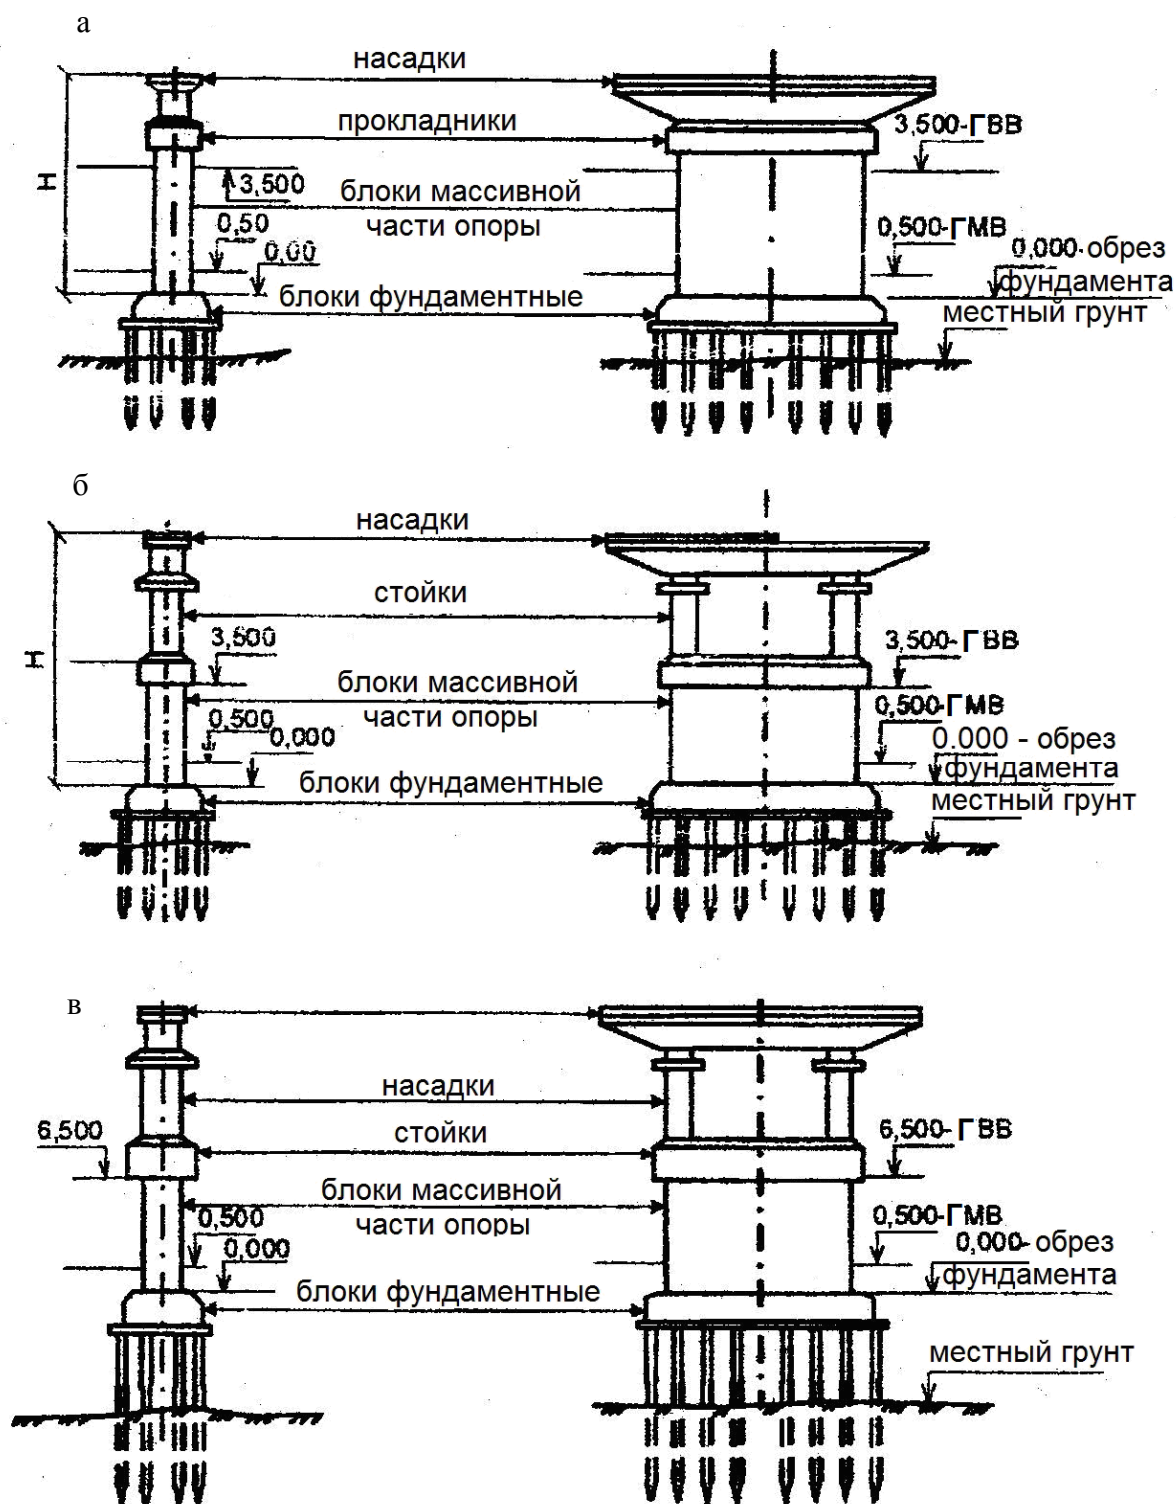 а
насадки
прокладники
3,500-ГВВ
Н
3,500
блоки массивной
части опоры
0,50
0,500-ГМВ
0,00
0,000-обрез
фундамента
блоки фундаментные
местный грунт
б
насадки
стойки
Н
3,500
3,500-ГВВ
блоки массивной
части опоры
0,500
0,500-ГМВ
0,000
0.000 - обрез
фундамента
блоки фундаментные
местный грунт
в
насадки
6,500
стойки
6,500-ГВВ
блоки массивной
части опоры
0,500
0,500-ГМВ
0,000
0,000-обрез
фундамента
блоки фундаментные
местный грунт